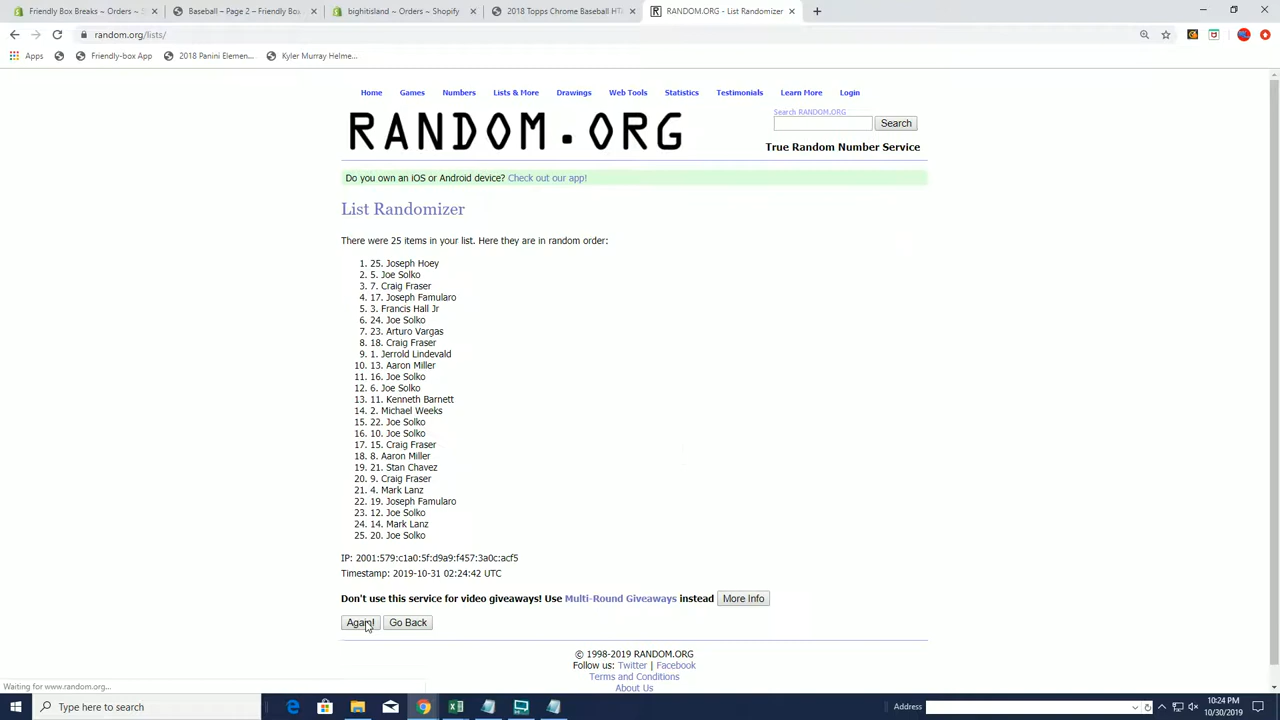 Friendly Box Breaks ~ Orders ~ Sh
Baseball – Page 2 – Friendly Box
bightislan ~ Orders ~ Shopify
2018 Topps Chrome Baseball HT
RANDOM.ORG - List Randomizer
random.org/lists/
Apps
Friendly-box App
2018 Panini Elemen...
Kyler Murray Helme...
Home Games Numbers Lists & More Drawings Web Tools Statistics Testimonials Learn More Login
RANDOM.ORG
Search RANDOM.ORG
Search
True Random Number Service
Do you own an iOS or Android device? Check out our app!
List Randomizer
There were 25 items in your list. Here they are in random order:
1. 25. Joseph Hoey
2. 5. Joe Solko
3. 7. Craig Fraser
4. 17. Joseph Famularo
5. 3. Francis Hall Jr
6. 24. Joe Solko
7. 23. Arturo Vargas
8. 18. Craig Fraser
9. 1. Jerrold Lindevald
10. 13. Aaron Miller
11. 16. Joe Solko
12. 6. Joe Solko
13. 11. Kenneth Barnett
14. 2. Michael Weeks
15. 22. Joe Solko
16. 10. Joe Solko
17. 15. Craig Fraser
18. 8. Aaron Miller
19. 21. Stan Chavez
20. 9. Craig Fraser
21. 4. Mark Lanz
22. 19. Joseph Famularo
23. 12. Joe Solko
24. 14. Mark Lanz
25. 20. Joe Solko
IP: 2001:579:c1a0:5f:d9a9:f457:3a0c:acf5
Timestamp: 2019-10-31 02:24:42 UTC
Don't use this service for video giveaways! Use Multi-Round Giveaways instead More Info
Again! Go Back
© 1998-2019 RANDOM.ORG
Follow us: Twitter | Facebook
Terms and Conditions
About Us
Waiting for www.random.org...
Type here to search
Address
10:24 PM
10/30/2019